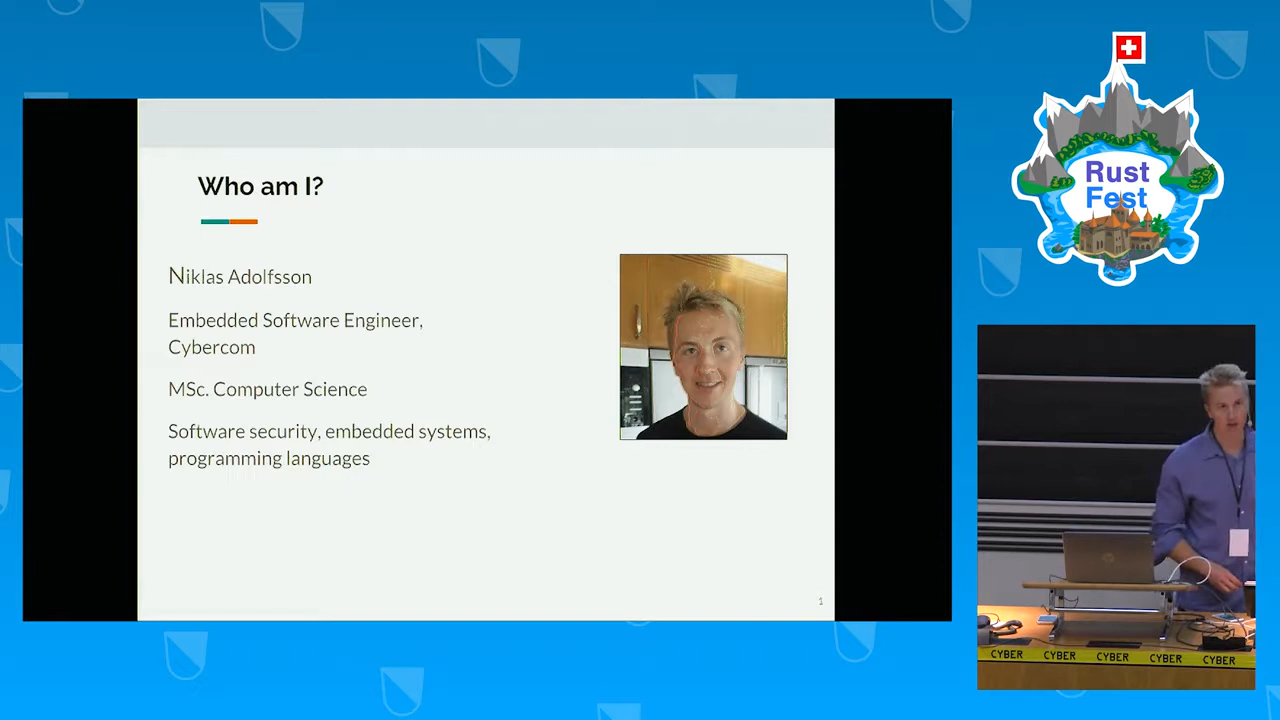 Who am I?
Niklas Adolfsson
Embedded Software Engineer,
Cybercom
MSc. Computer Science
Software security, embedded systems,
programming languages
1
Rust
Fest
CYBER CYBER CYBER CYBER CYBER